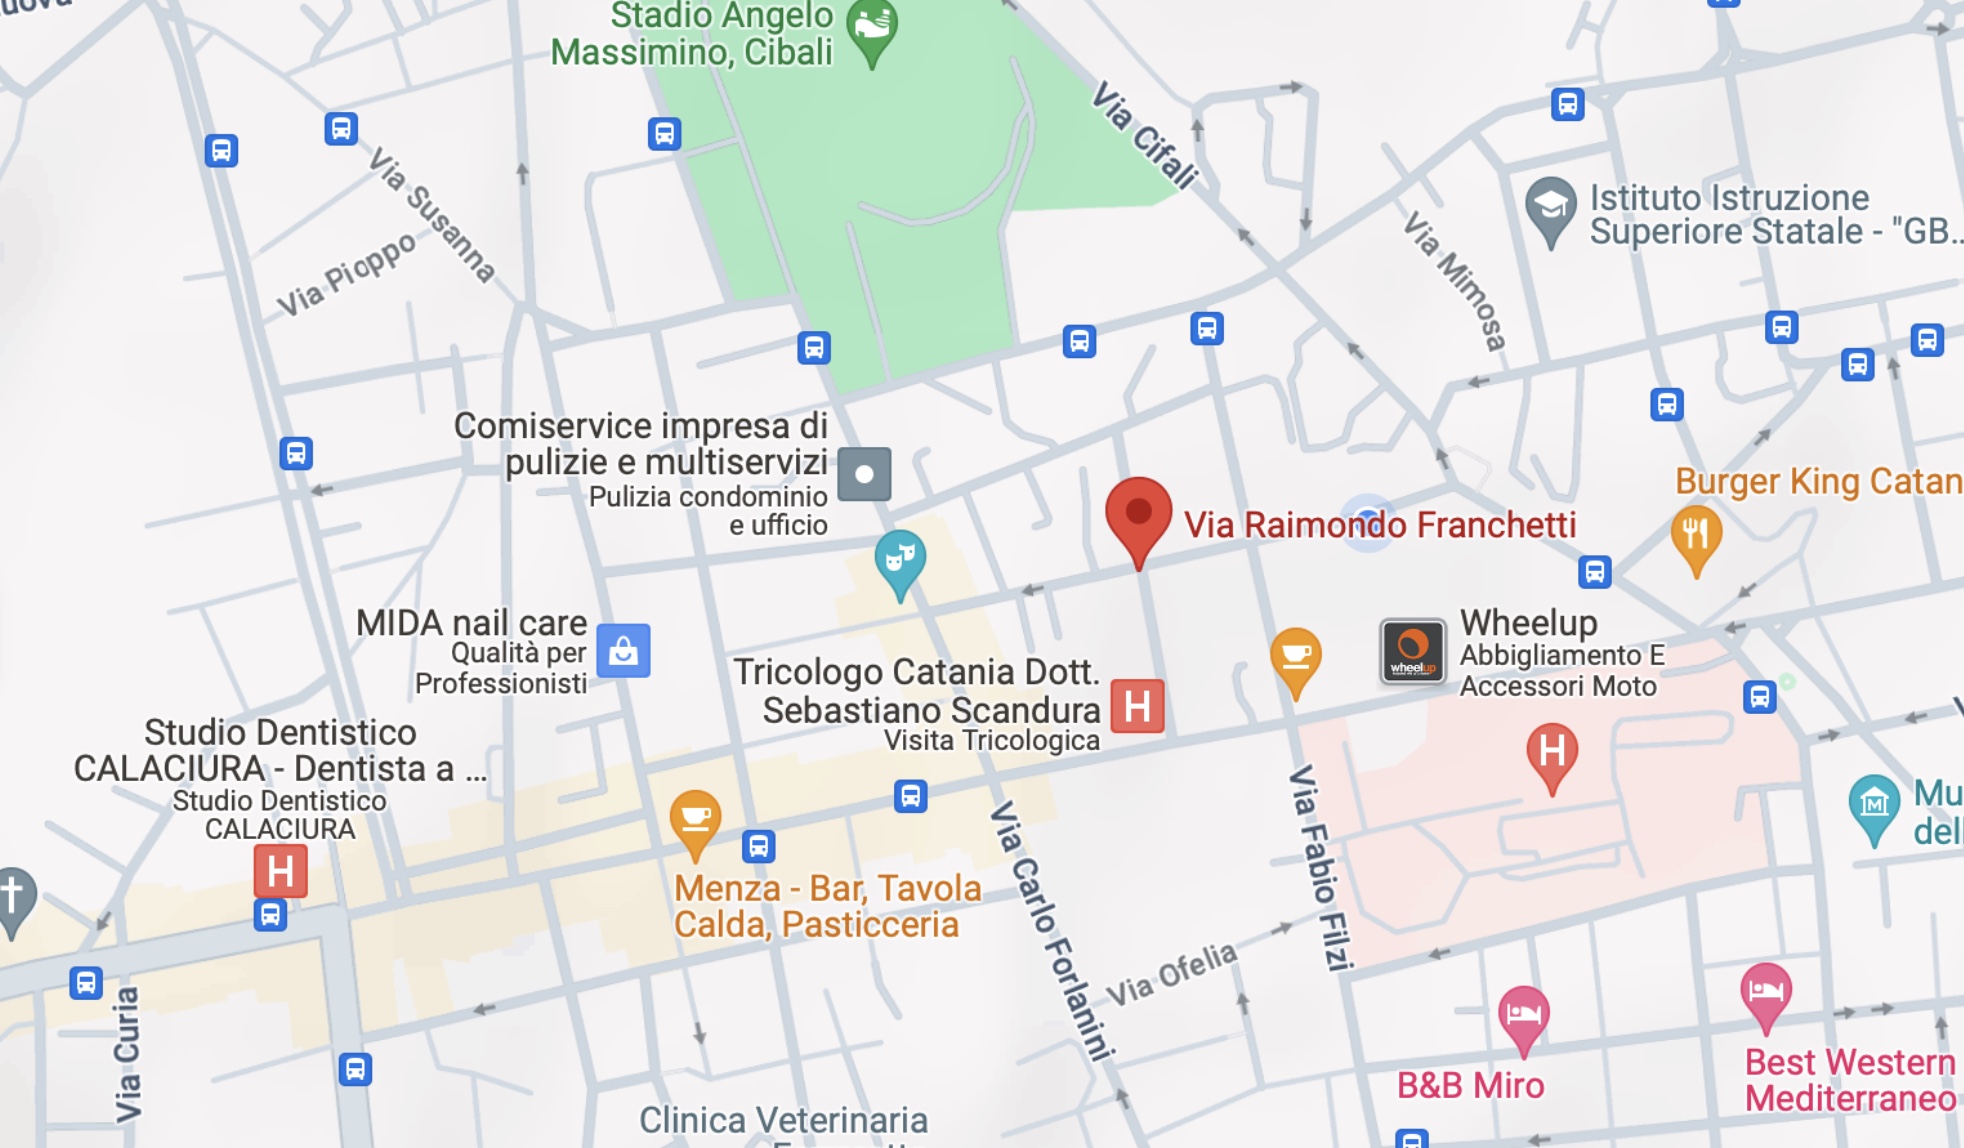 Stadio Angelo
Massimino, Cibali
Via Cifali
Via Susanna
Via Pioppo
Istituto Istruzione
Superiore Statale - "GB...
Via Mimosa
Comiservice impresa di
pulizie e multiservizi
Pulizia condominio
e ufficio
Burger King Catan
Via Raimondo Franchetti
MIDA nail care
Qualità per
Professionisti
Wheelup
Abbigliamento E
Accessori Moto
wheelup
Tricologo Catania Dott.
Sebastiano Scandura
Visita Tricologica
H
Studio Dentistico
CALACIURA - Dentista a ...
Studio Dentistico
CALACIURA
H
H
M
Mu
del
Menza - Bar, Tavola
Calda, Pasticceria
Via Carlo Forlanini
Via Fabio Filzi
Via Ofelia
Via Curia
B&B Miro
Best Western
Mediterraneo
Clinica Veterinaria